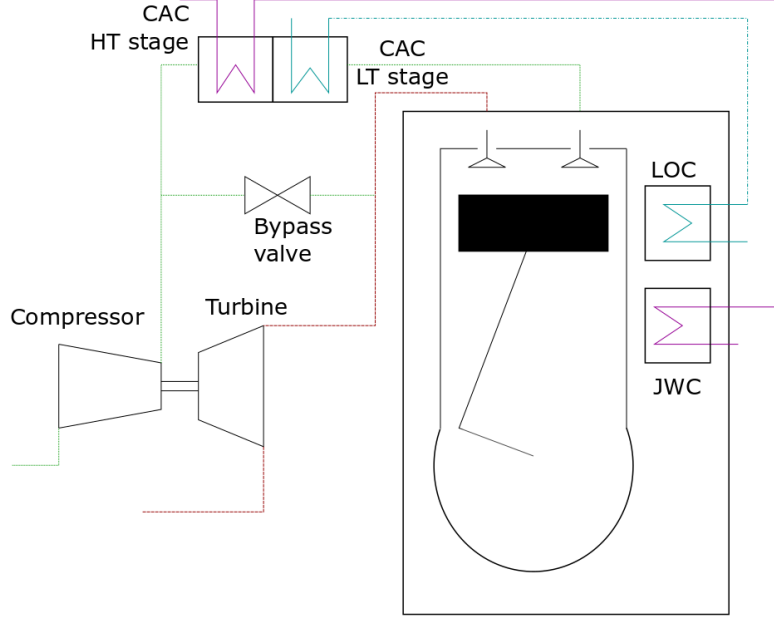 CAC
HT stage
CAC
LT stage
LOC
Bypass
valve
Turbine
Compressor
JWC